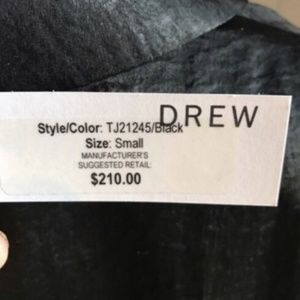 DREW
Style/Color: TJ21245/Black
Size: Small
MANUFACTURER'S
SUGGESTED RETAIL
$210.00